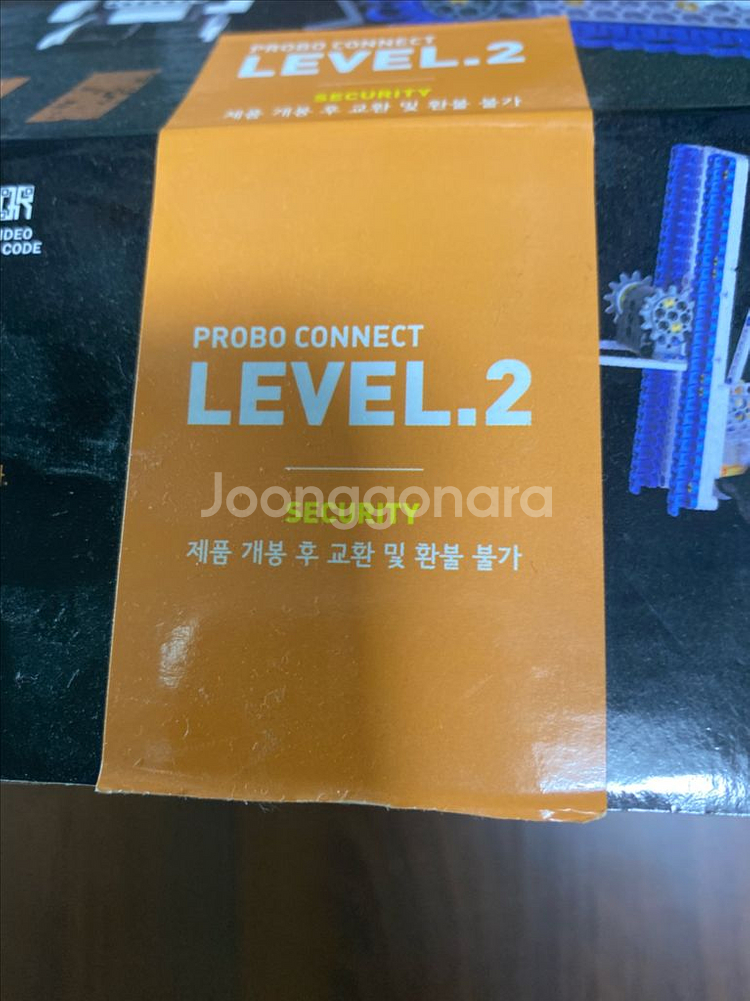 PROBO CONNECT
LEVEL.2
SECURITY
제품 개봉 후 교환 및 환불 불가
IDEO
CODE
PROBO CONNECT
LEVEL.2
Joonggonara
SECURITY
제품 개봉 후 교환 및 환불 불가